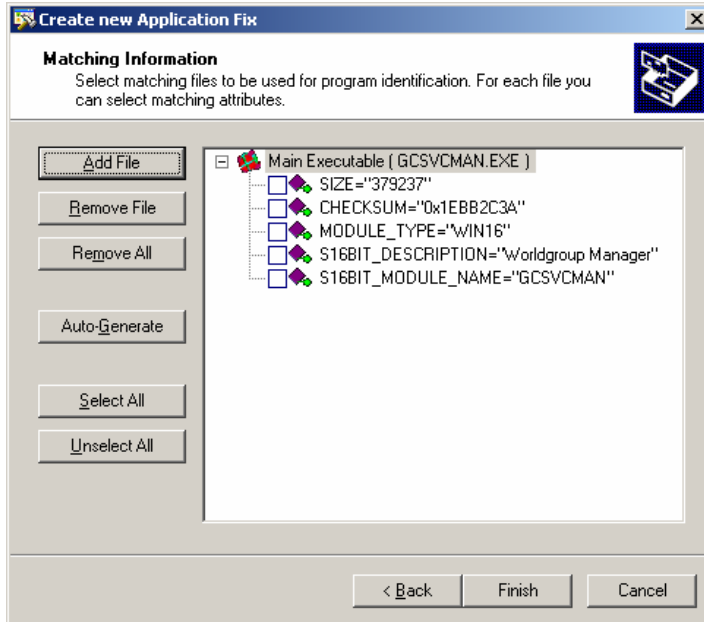 Create new Application Fix
Matching Information
Select matching files to be used for program identification. For each file you
can select matching attributes.
Add File
Remove File
Remove All
Auto-Generate
Select All
Unselect All
Main Executable ( GCSVCMAN.EXE )
SIZE="379237"
CHECKSUM="0x1EBB2C3A"
MODULE_TYPE="WIN16"
S16BIT_DESCRIPTION="Worldgroup Manager"
S16BIT_MODULE_NAME="GCSVCMAN"
< Back
Finish
Cancel